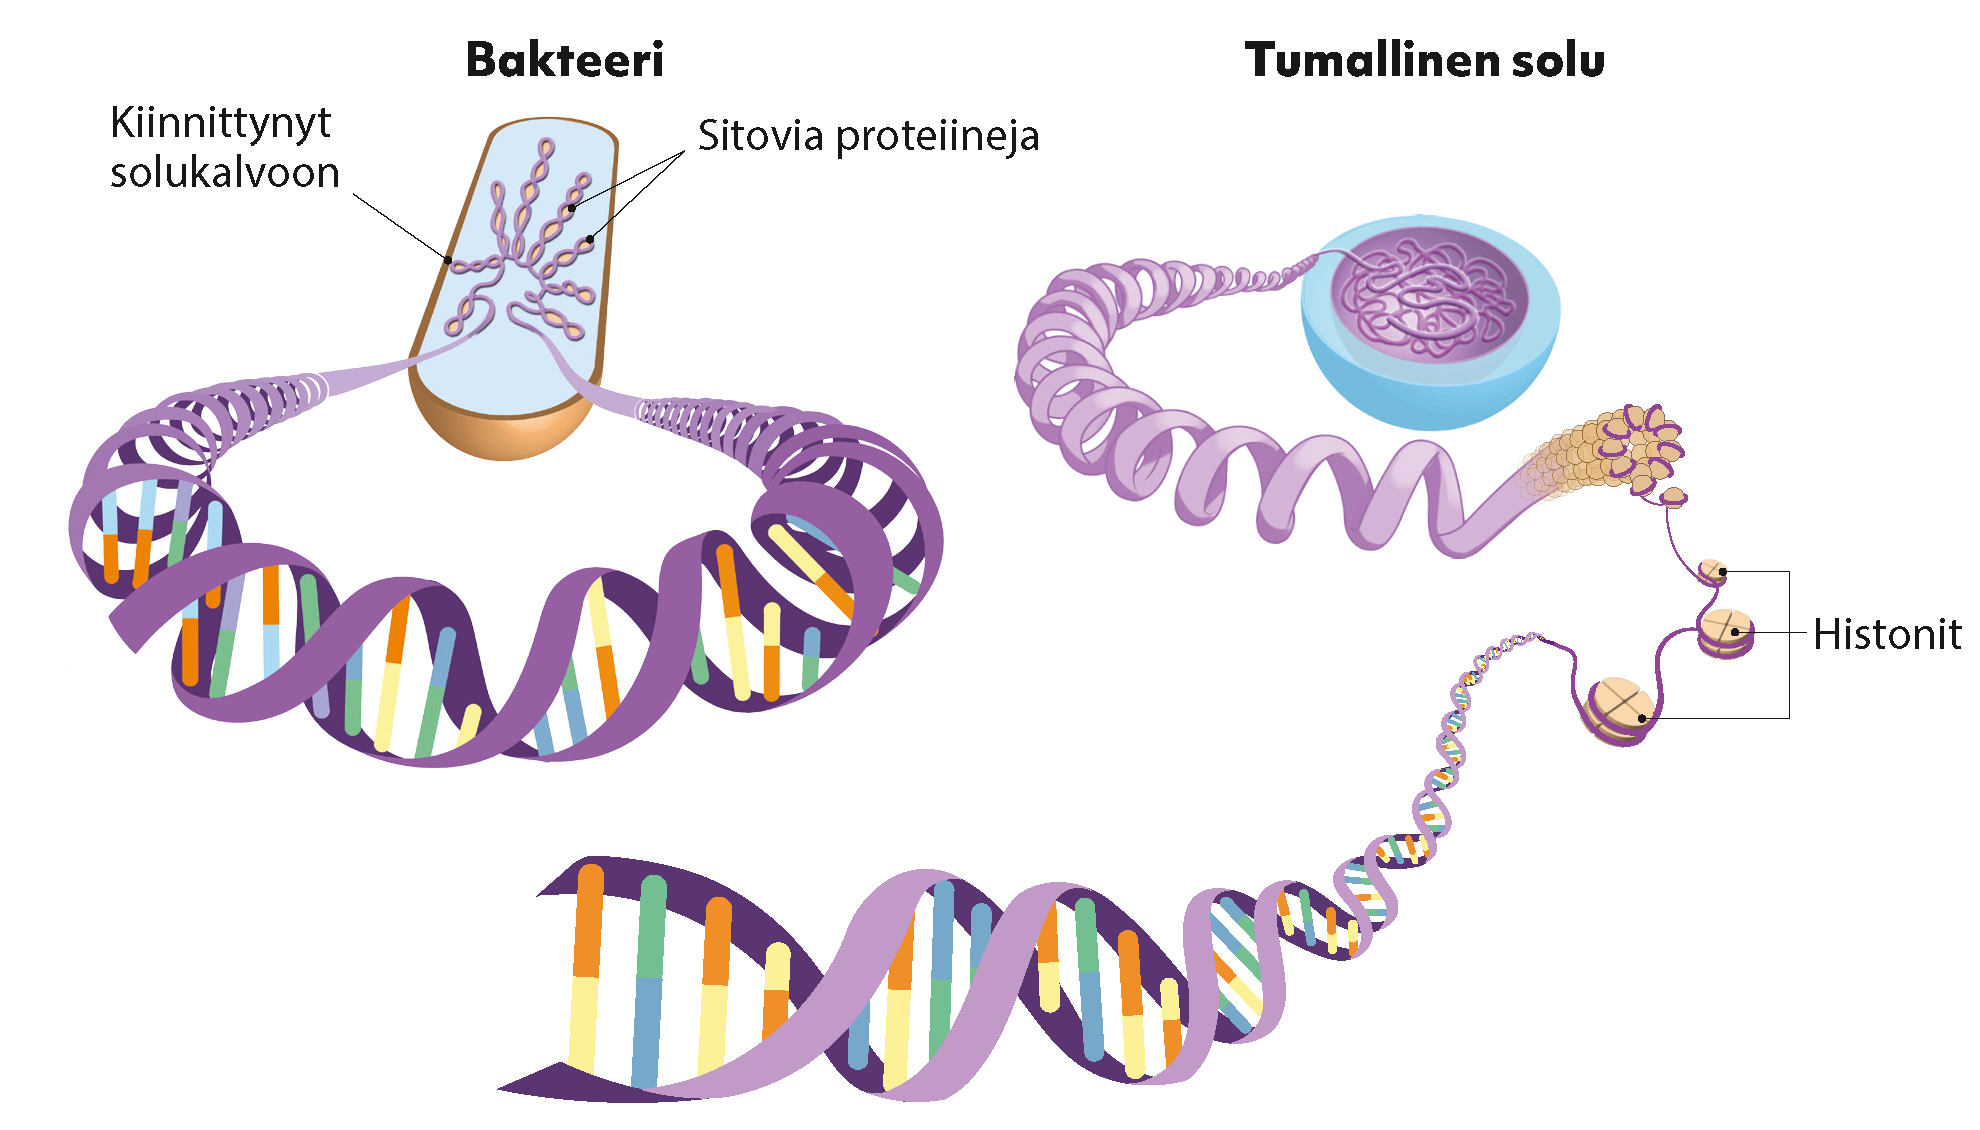 Bakteeri
Tumallinen solu
Kiinnittynyt
solukalvoon
Sitovia proteiineja
Histonit